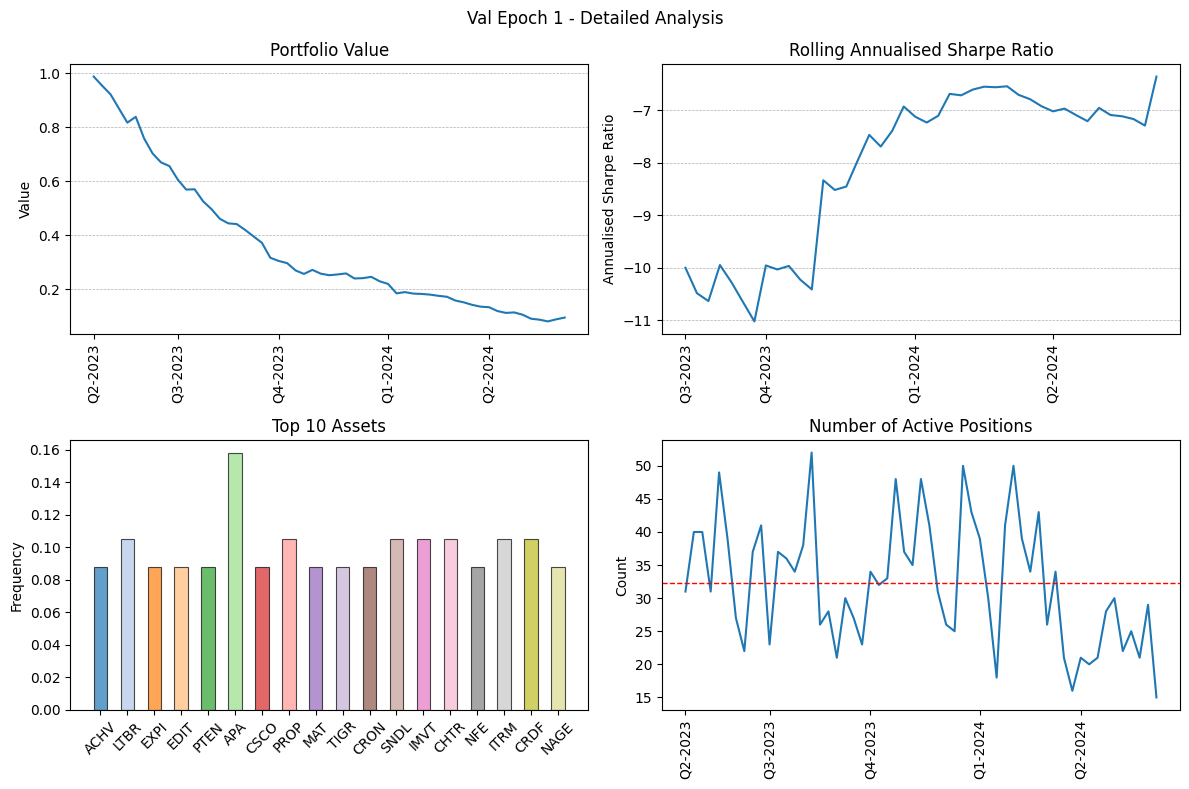 Val Epoch 1 - Detailed Analysis
Portfolio Value
Value
1.0
0.8
0.6
0.4
0.2
Q2-2023
Q3-2023
Q4-2023
Q1-2024
Q2-2024
Rolling Annualised Sharpe Ratio
Annualised Sharpe Ratio
−7
−8
−9
−10
−11
Q3-2023
Q4-2023
Q1-2024
Q2-2024
Top 10 Assets
Frequency
0.16
0.14
0.12
0.10
0.08
0.06
0.04
0.02
0.00
ACHV
LTBR
EXPI
EDIT
PTEN
APA
CSCO
PROP
MAT
TIGR
CRON
SNDL
IMVT
CHTR
NFE
ITRM
CRDF
NAGE
Number of Active Positions
Count
50
45
40
35
30
25
20
15
Q2-2023
Q3-2023
Q4-2023
Q1-2024
Q2-2024